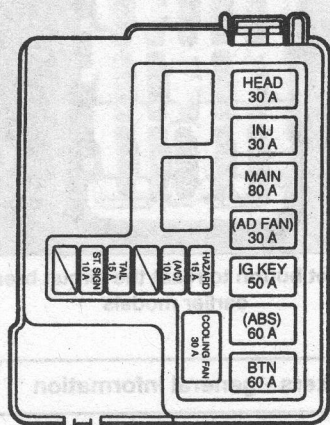 HEAD
30 A
INJ
30 A
MAIN
80 A
(AD FAN)
30 A
IG KEY
50 A
(ABS)
60 A
BTN
60 A
ST. SIGN
10 A
TAIL
15 A
(A/C)
10 A
HAZARD
15 A
COOLING FAN
30 A